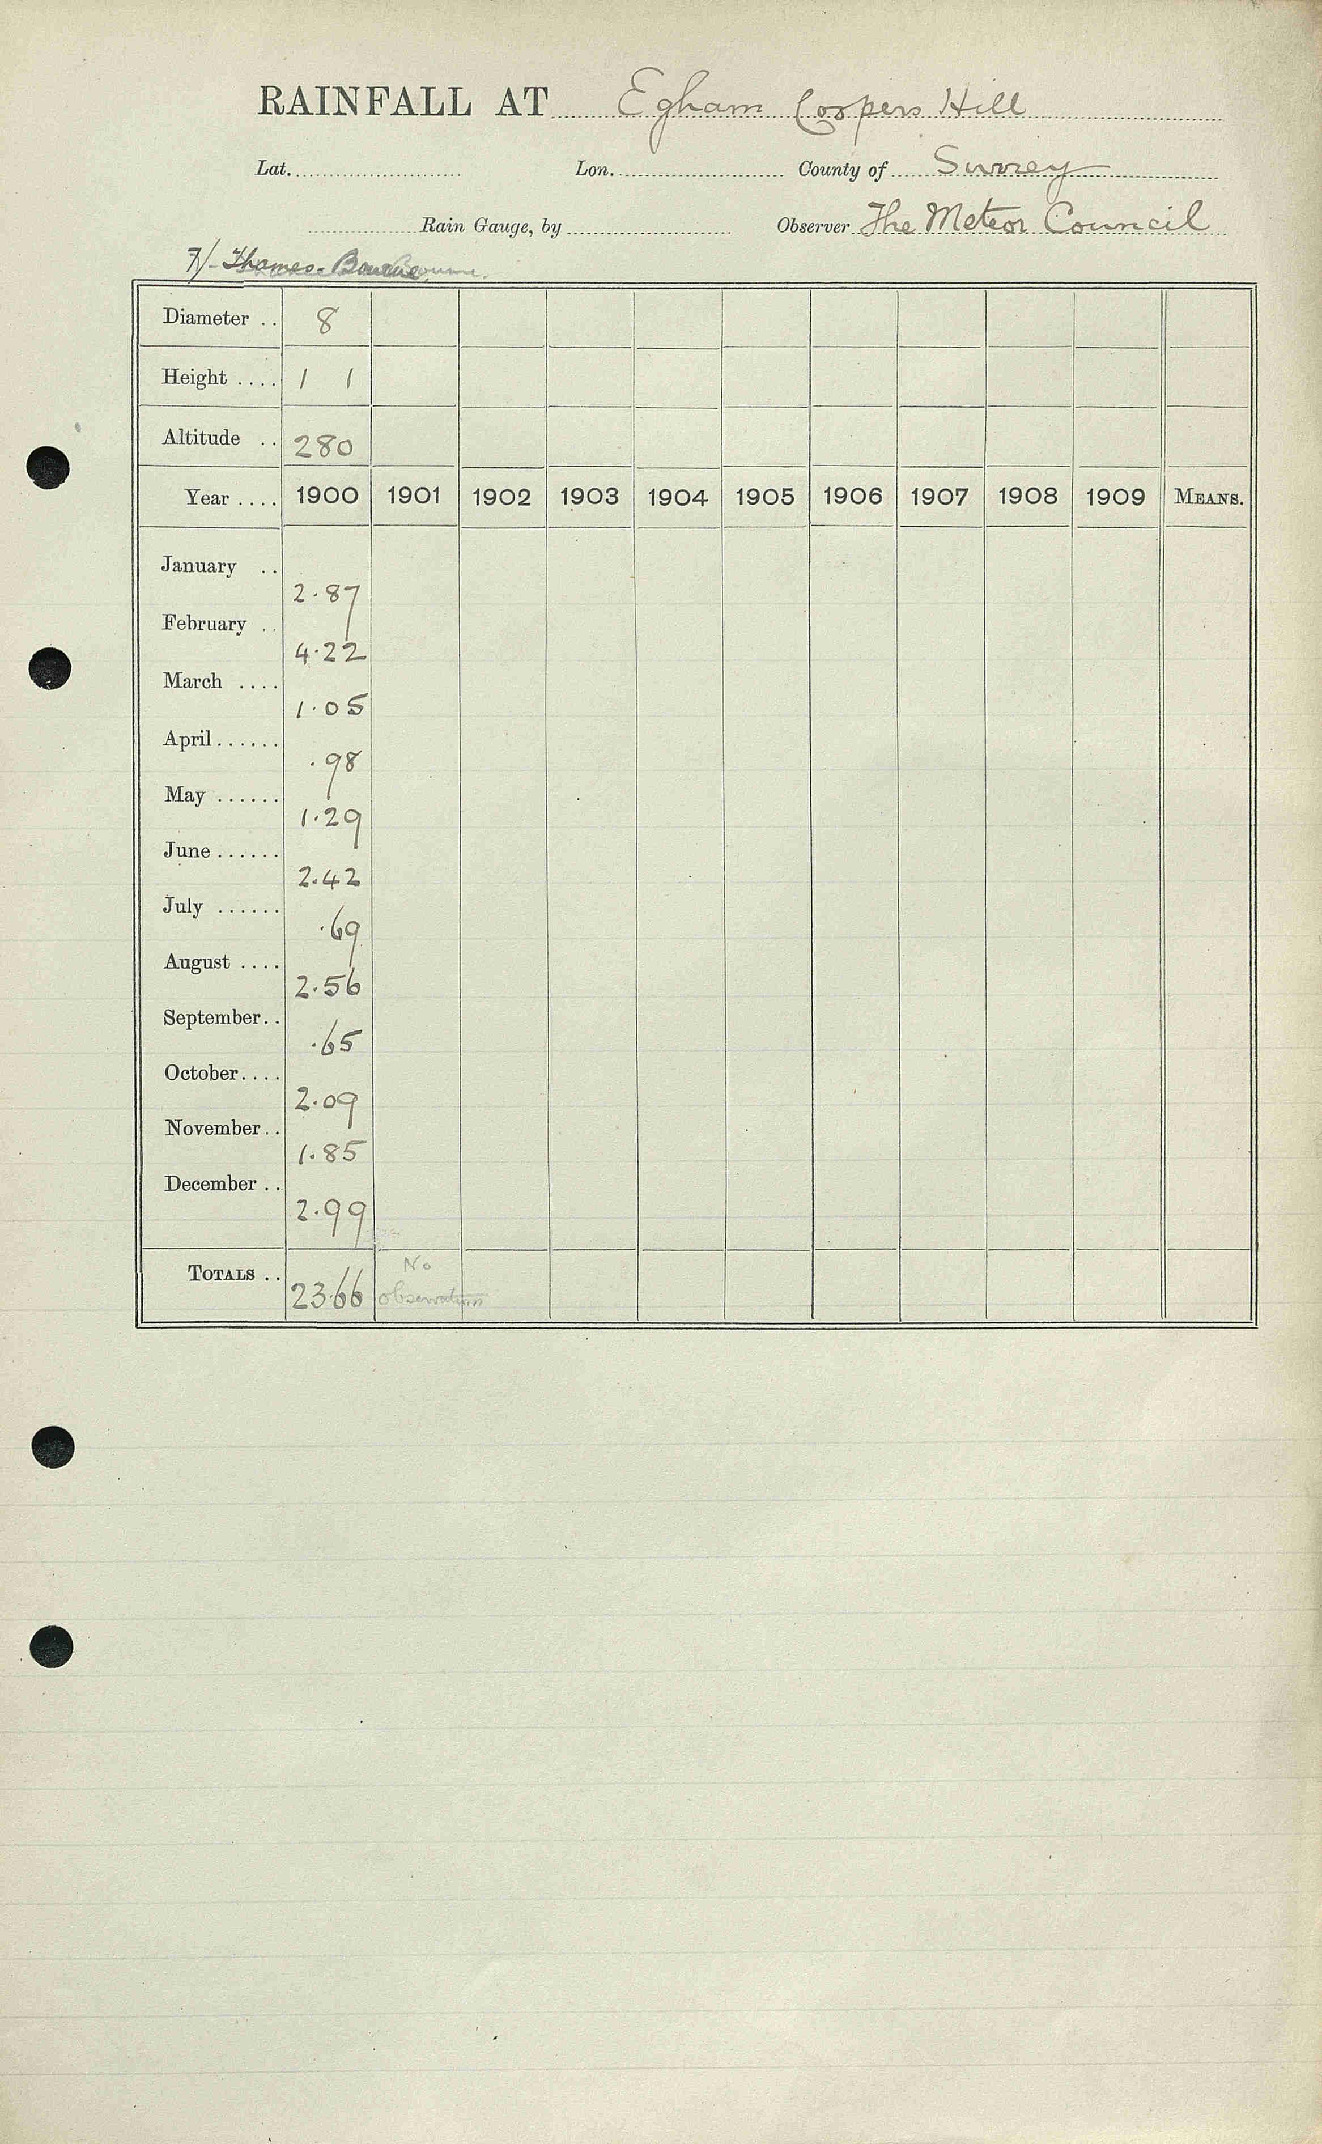 RAINFALL AT Egham Coopers Hill
Lat. Lon. County of Surrey
Rain Gauge, by Observer The Meteor Council
7/- Thames-Bourne
Diameter .. 8
Height .... 1 1
Altitude .. 280
Year .... 1900 1901 1902 1903 1904 1905 1906 1907 1908 1909 MEANS.
January .. 2.87
February .. 4.22
March .... 1.05
April ...... .98
May ...... 1.29
June ...... 2.42
July ...... .69
August .... 2.56
September.. .65
October.... 2.09
November.. 1.85
December .. 2.99
TOTALS .. 23.66 No
observations